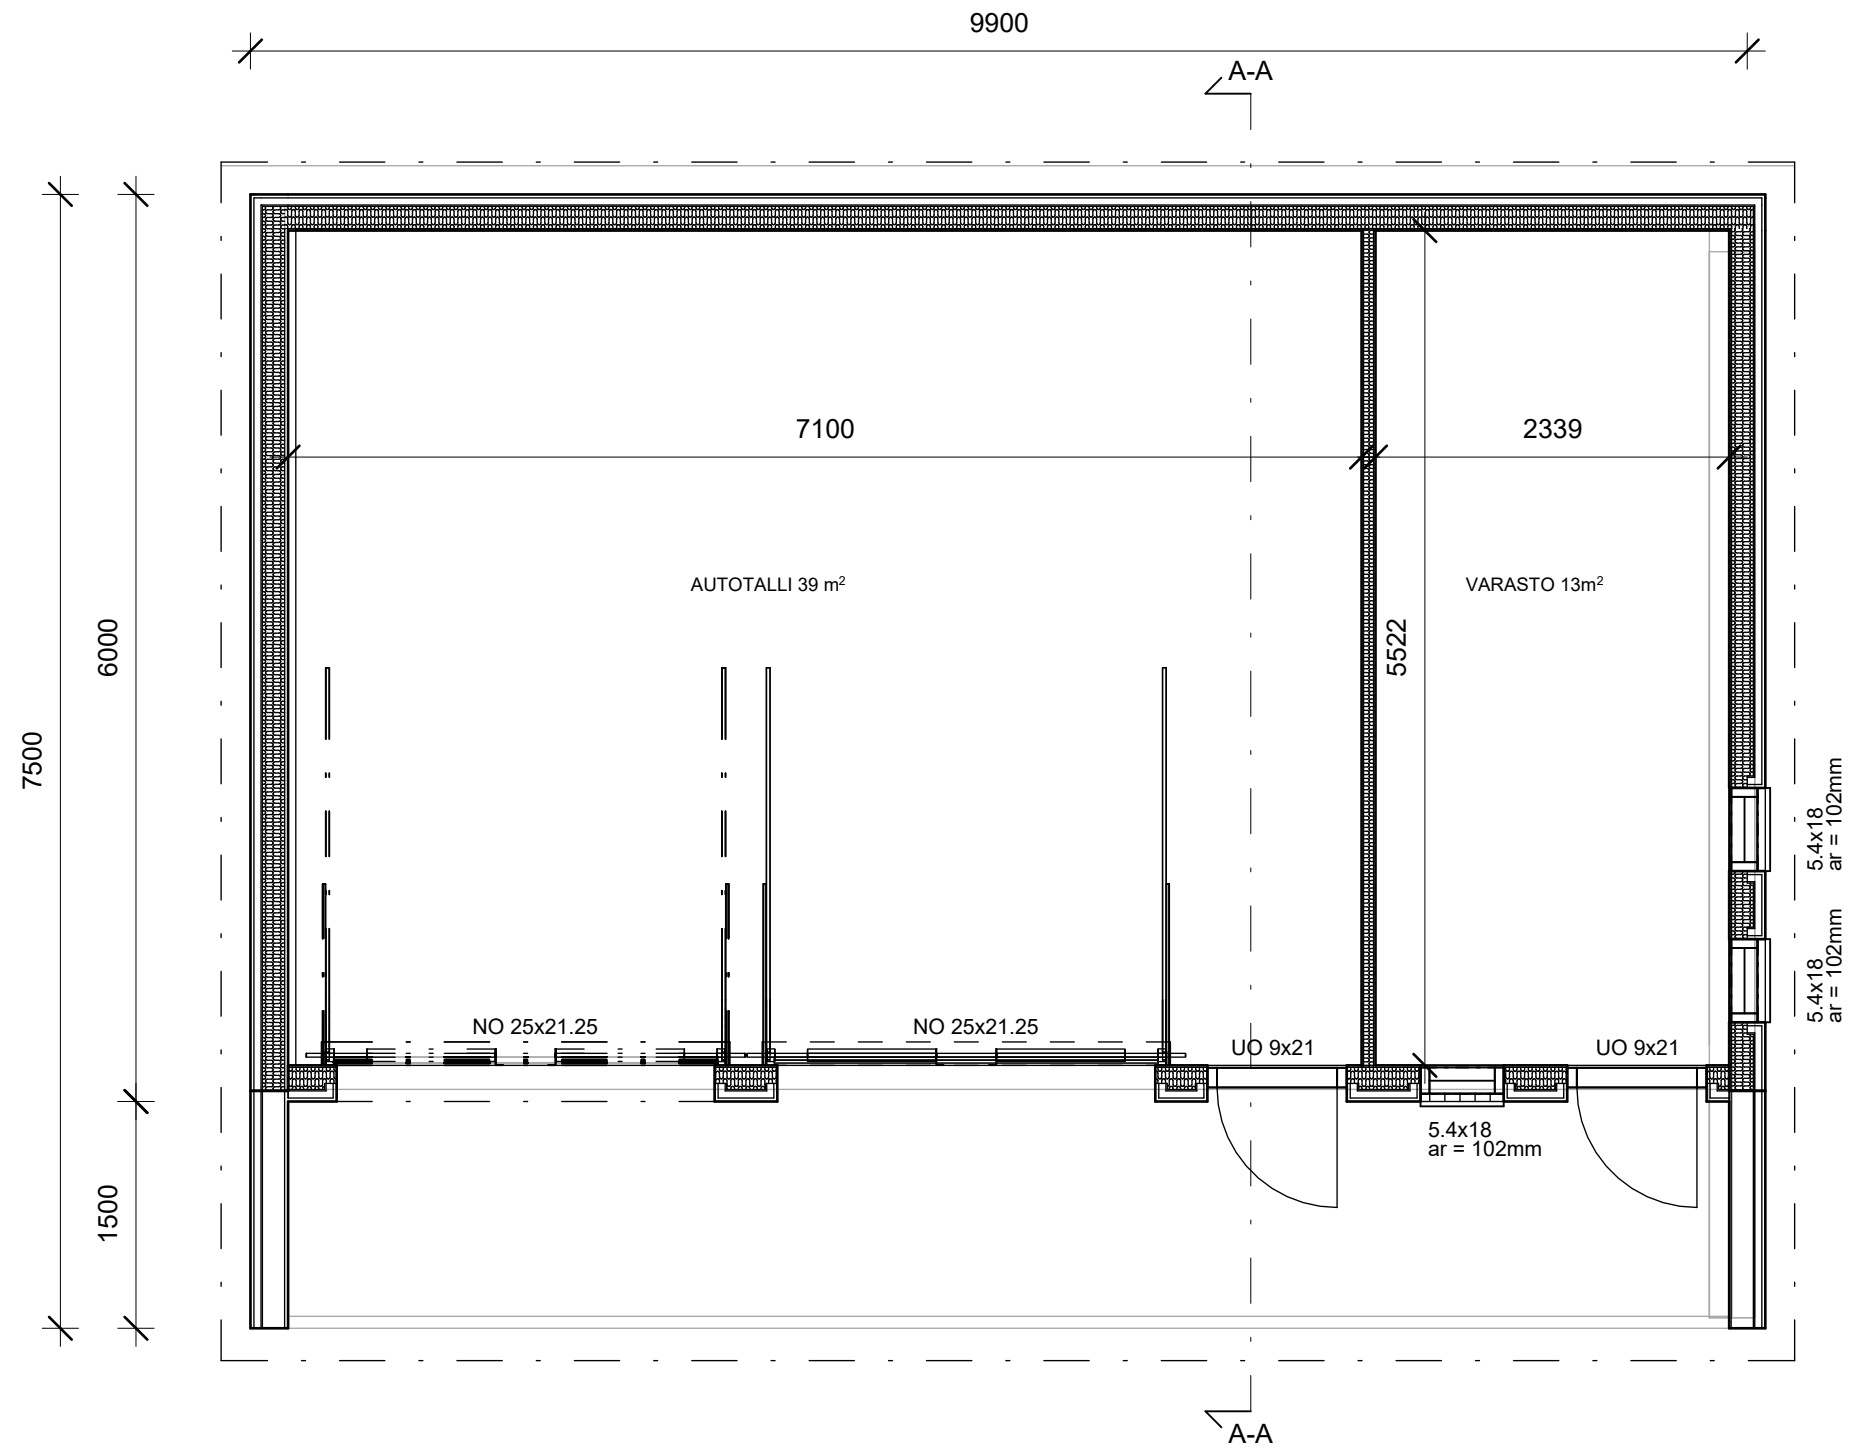 9900
A-A
7100
2339
AUTOTALLI 39 m²
VARASTO 13m²
5522
6000
7500
1500
5.4x18
ar = 102mm
5.4x18
ar = 102mm
NO 25x21.25
NO 25x21.25
UO 9x21
UO 9x21
5.4x18
ar = 102mm
A-A